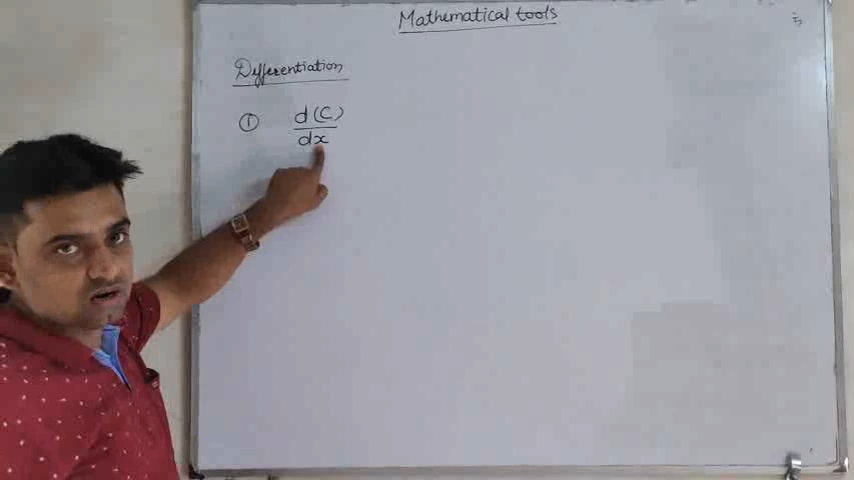 Mathematical tools
Differentiation
① d(C)
dx